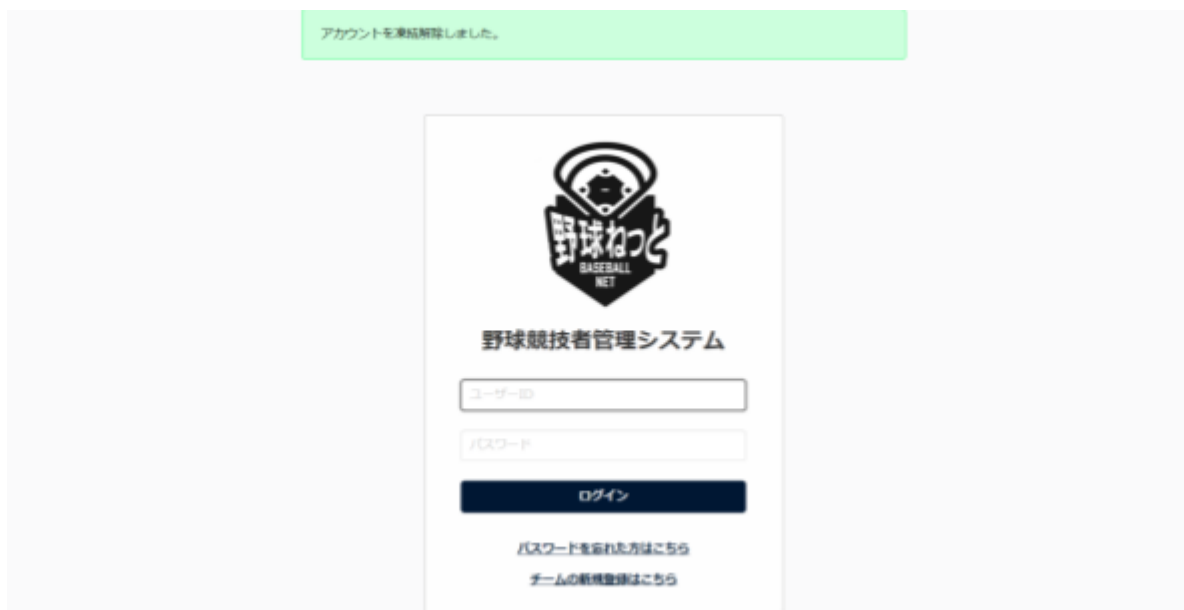 アカウントを凍結解除しました。
野球ねっと
BASEBALL
NET
野球競技者管理システム
ユーザーID
パスワード
ログイン
パスワードを忘れた方はこちら
チームの新規登録はこちら